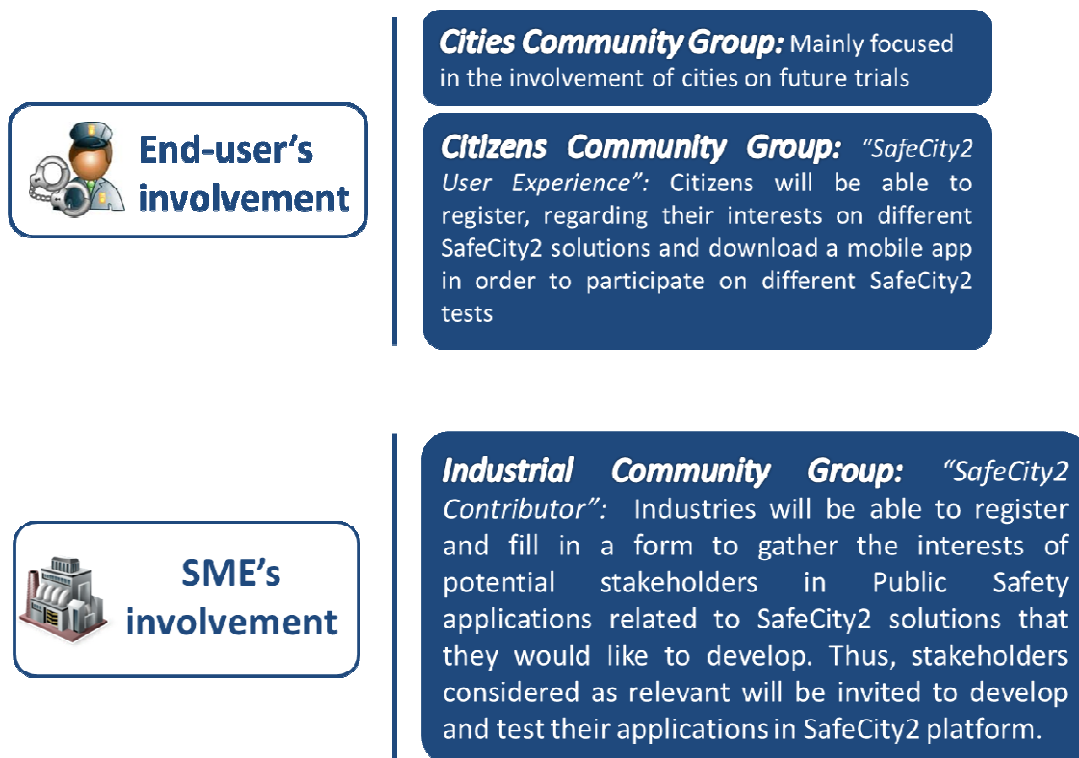 Cities Community Group: Mainly focused
in the involvement of cities on future trials
End-user's
involvement
Citizens Community Group: "SafeCity2
User Experience": Citizens will be able to
register, regarding their interests on different
SafeCity2 solutions and download a mobile app
in order to participate on different SafeCity2
tests
SME's
involvement
Industrial Community Group: "SafeCity2
Contributor": Industries will be able to register
and fill in a form to gather the interests of
potential stakeholders in Public Safety
applications related to SafeCity2 solutions that
they would like to develop. Thus, stakeholders
considered as relevant will be invited to develop
and test their applications in SafeCity2 platform.